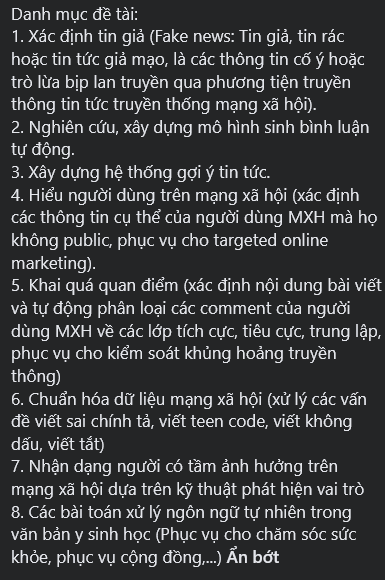 Danh mục đề tài:
1. Xác định tin giả (Fake news: Tin giả, tin rác
hoặc tin tức giả mạo, là các thông tin cố ý hoặc
trò lừa bịp lan truyền qua phương tiện truyền
thông tin tức truyền thống mạng xã hội).
2. Nghiên cứu, xây dựng mô hình sinh bình luận
tự động.
3. Xây dựng hệ thống gợi ý tin tức.
4. Hiểu người dùng trên mạng xã hội (xác định
các thông tin cụ thể của người dùng MXH mà họ
không public, phục vụ cho targeted online
marketing).
5. Khai quá quan điểm (xác định nội dung bài viết
và tự động phân loại các comment của người
dùng MXH về các lớp tích cực, tiêu cực, trung lập,
phục vụ cho kiểm soát khủng hoảng truyền
thông)
6. Chuẩn hóa dữ liệu mạng xã hội (xử lý các vấn
đề viết sai chính tả, viết teen code, viết không
dấu, viết tắt)
7. Nhận dạng người có tầm ảnh hưởng trên
mạng xã hội dựa trên kỹ thuật phát hiện vai trò
8. Các bài toán xử lý ngôn ngữ tự nhiên trong
văn bản y sinh học (Phục vụ cho chăm sóc sức
khỏe, phục vụ cộng đồng,...) Ẩn bớt